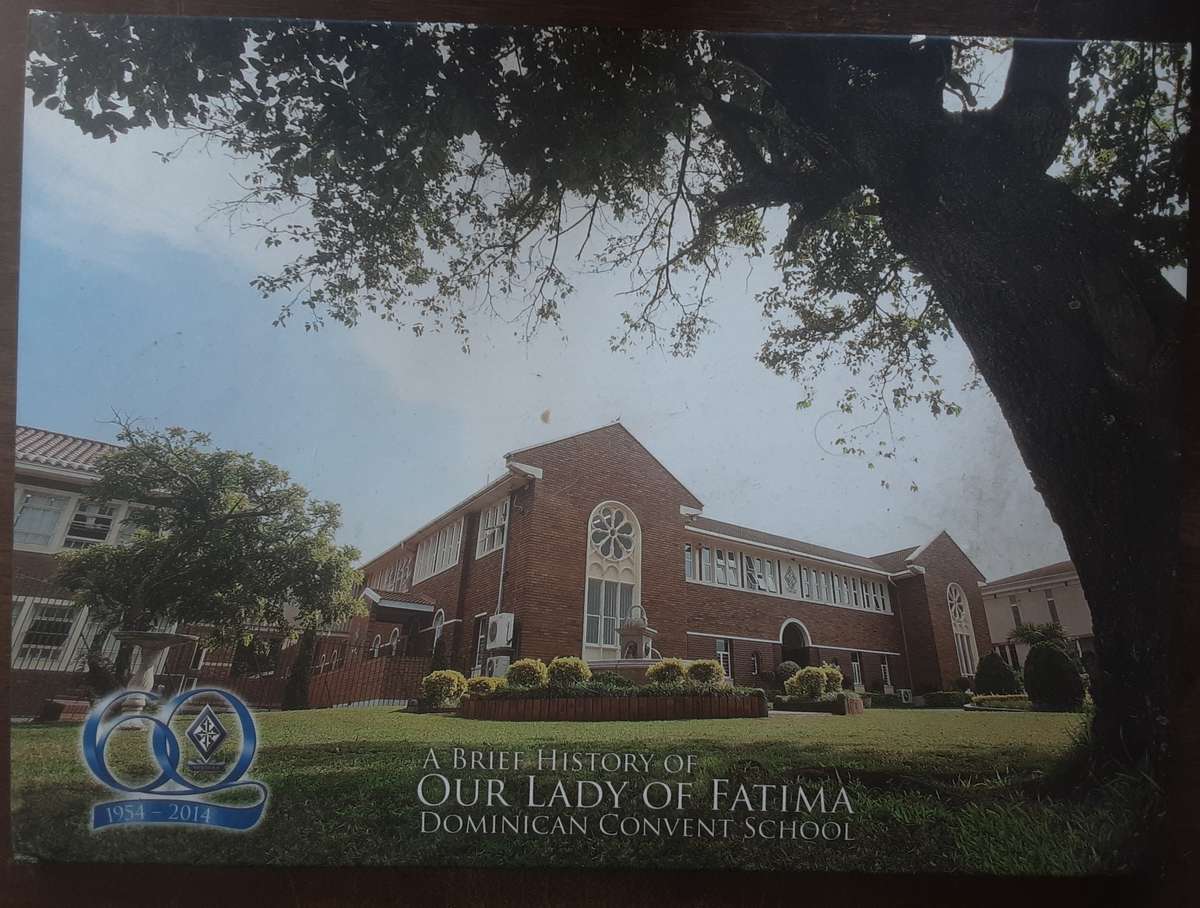 60
1954 – 2014
A Brief History of
Our Lady of Fatima
Dominican Convent School